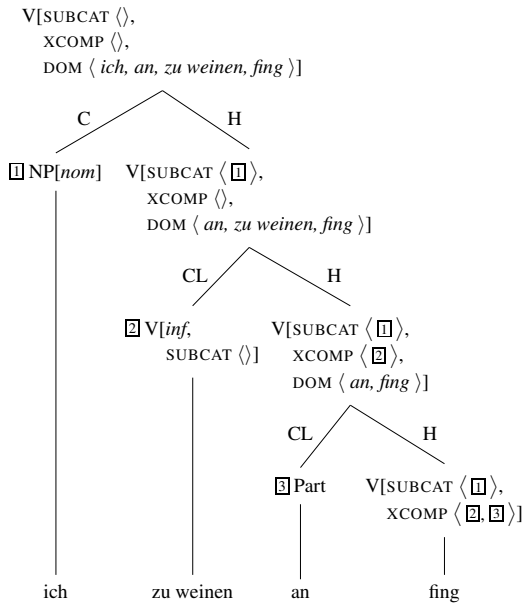 V[SUBCAT ⟨⟩,
XCOMP ⟨⟩,
DOM ⟨ ich, an, zu weinen, fing ⟩]
C H
1 NP[nom] V[SUBCAT ⟨ 1 ⟩,
XCOMP ⟨⟩,
DOM ⟨ an, zu weinen, fing ⟩]
CL H
2 V[inf, V[SUBCAT ⟨ 1 ⟩,
SUBCAT ⟨⟩] XCOMP ⟨ 2 ⟩,
DOM ⟨ an, fing ⟩]
CL H
3 Part V[SUBCAT ⟨ 1 ⟩,
XCOMP ⟨ 2, 3 ⟩]
ich zu weinen an fing